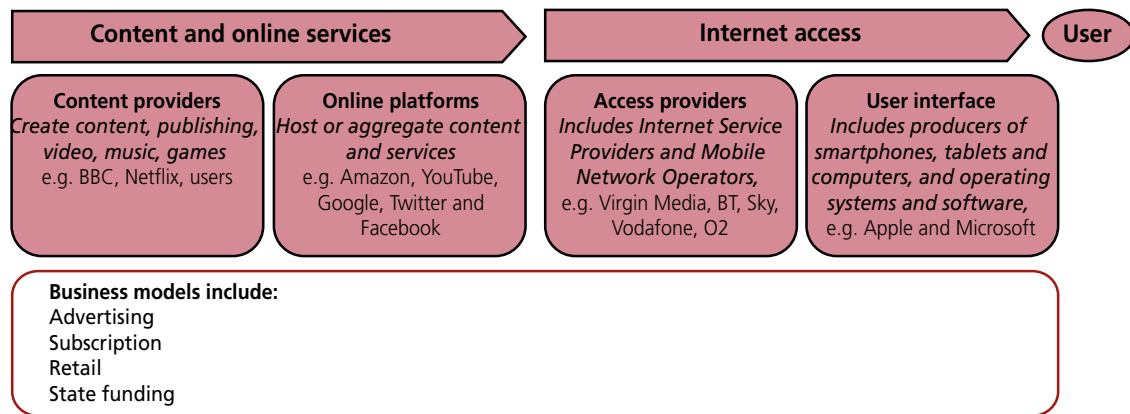 Content and online services
Internet access
User
Content providers
Create content, publishing,
video, music, games
e.g. BBC, Netflix, users
Online platforms
Host or aggregate content
and services
e.g. Amazon, YouTube,
Google, Twitter and
Facebook
Access providers
Includes Internet Service
Providers and Mobile
Network Operators,
e.g. Virgin Media, BT, Sky,
Vodafone, O2
User interface
Includes producers of
smartphones, tablets and
computers, and operating
systems and software,
e.g. Apple and Microsoft
Business models include:
Advertising
Subscription
Retail
State funding